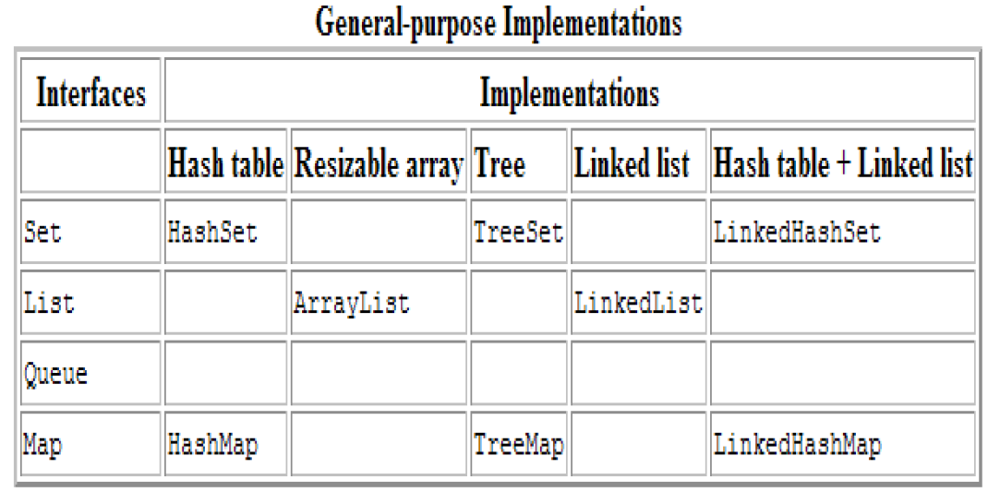 General-purpose Implementations
Interfaces Implementations
Hash table Resizable array Tree Linked list Hash table + Linked list
Set HashSet TreeSet LinkedHashSet
List ArrayList LinkedList
Queue
Map HashMap TreeMap LinkedHashMap